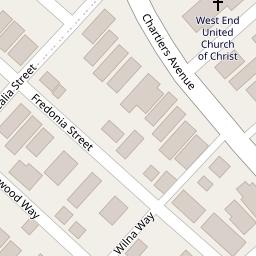 West End
United
Church
of Christ
Chartiers Avenue
alia Street
Fredonia Street
wood Way
Wilna Way